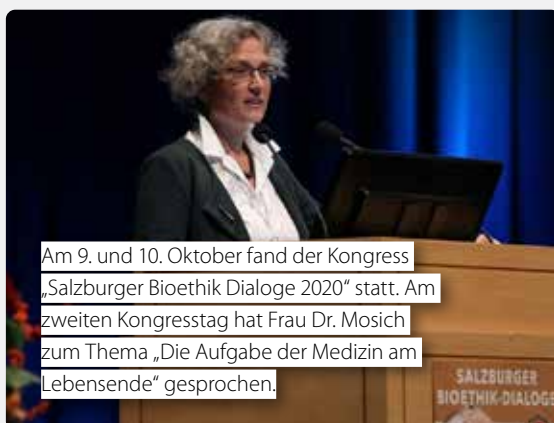 Am 9. und 10. Oktober fand der Kongress
„Salzburger Bioethik Dialoge 2020“ statt. Am
zweiten Kongresstag hat Frau Dr. Mosich
zum Thema „Die Aufgabe der Medizin am
Lebensende“ gesprochen.
SALZBURGER
BIOETHIK-DIALOGE